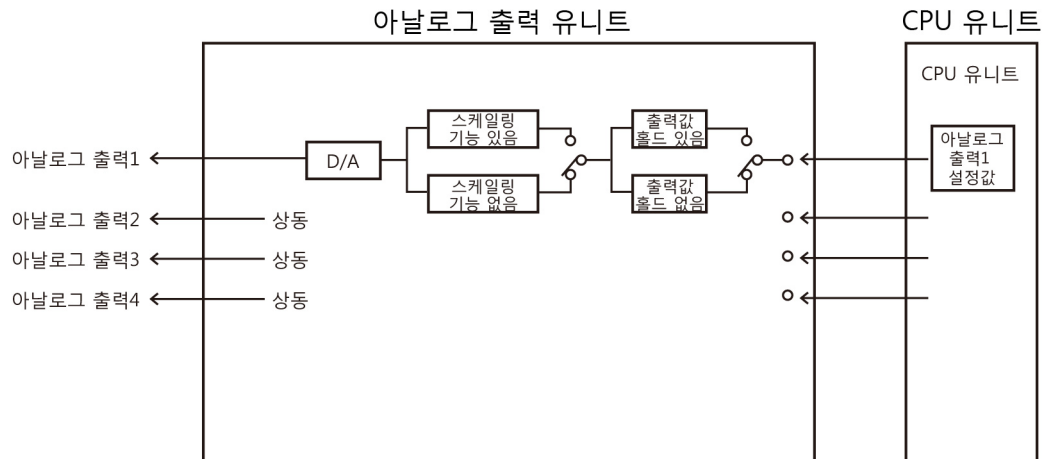 아날로그 출력 유니트
CPU 유니트
CPU 유니트
스케일링
기능 있음
출력값
홀드 있음
아날로그
출력1
설정값
아날로그 출력1
D/A
스케일링
기능 없음
출력값
홀드 없음
아날로그 출력2
상동
아날로그 출력3
상동
아날로그 출력4
상동